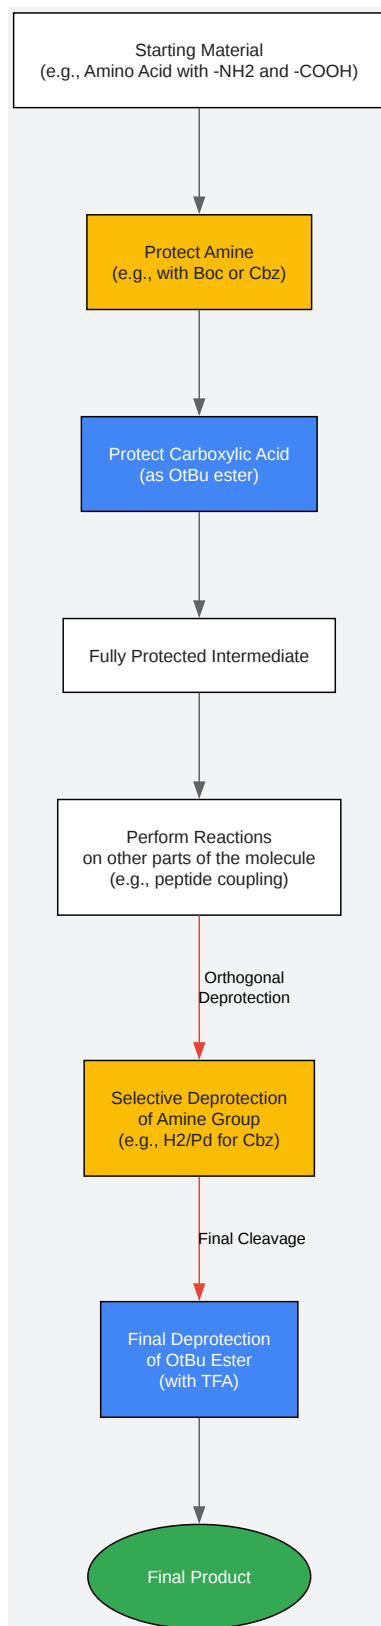 Starting Material
(e.g., Amino Acid with -NH2 and -COOH)
Protect Amine
(e.g., with Boc or Cbz)
Protect Carboxylic Acid
(as OtBu ester)
Fully Protected Intermediate
Perform Reactions
on other parts of the molecule
(e.g., peptide coupling)
Orthogonal
Deprotection
Selective Deprotection
of Amine Group
(e.g., H2/Pd for Cbz)
Final Cleavage
Final Deprotection
of OtBu Ester
(with TFA)
Final Product